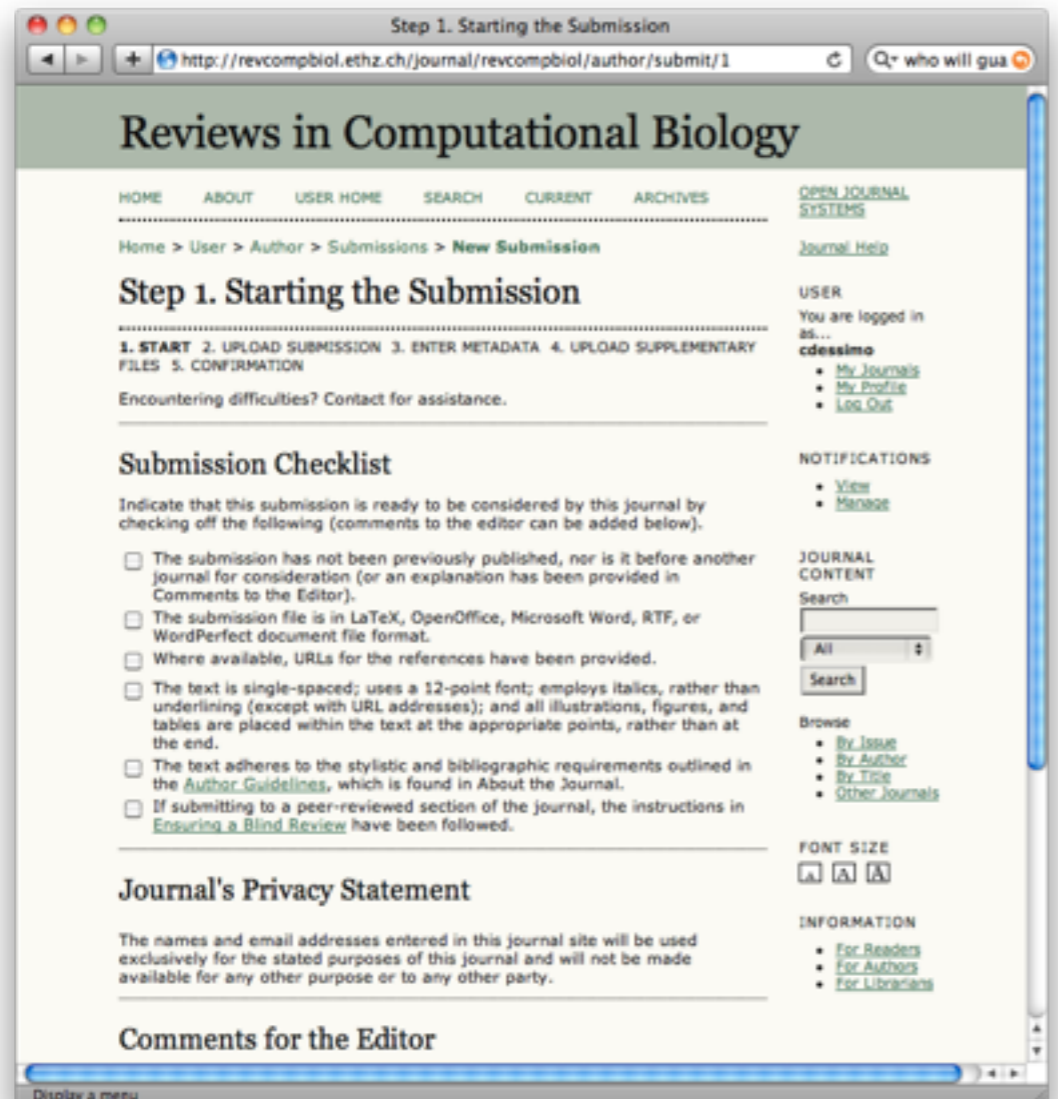 Step 1. Starting the Submission
http://revcompbiol.ethz.ch/journal/revcompbiol/author/submit/1
who will gua
Reviews in Computational Biology
HOME ABOUT USER HOME SEARCH CURRENT ARCHIVES
Home > User > Author > Submissions > New Submission
Step 1. Starting the Submission
1. START 2. UPLOAD SUBMISSION 3. ENTER METADATA 4. UPLOAD SUPPLEMENTARY
FILES 5. CONFIRMATION
Encountering difficulties? Contact for assistance.
Submission Checklist
Indicate that this submission is ready to be considered by this journal by
checking off the following (comments to the editor can be added below).
The submission has not been previously published, nor is it before another
journal for consideration (or an explanation has been provided in
Comments to the Editor).
The submission file is in LaTeX, OpenOffice, Microsoft Word, RTF, or
WordPerfect document file format.
Where available, URLs for the references have been provided.
The text is single-spaced; uses a 12-point font; employs italics, rather than
underlining (except with URL addresses); and all illustrations, figures, and
tables are placed within the text at the appropriate points, rather than at
the end.
The text adheres to the stylistic and bibliographic requirements outlined in
the Author Guidelines, which is found in About the Journal.
If submitting to a peer-reviewed section of the journal, the instructions in
Ensuring a Blind Review have been followed.
Journal's Privacy Statement
The names and email addresses entered in this journal site will be used
exclusively for the stated purposes of this journal and will not be made
available for any other purpose or to any other party.
Comments for the Editor
OPEN JOURNAL
SYSTEMS
Journal Help
USER
You are logged in
as...
cdessimo
My Journals
My Profile
Log Out
NOTIFICATIONS
View
Manage
JOURNAL
CONTENT
Search
All
Search
Browse
By Issue
By Author
By Title
Other Journals
FONT SIZE
A A A
INFORMATION
For Readers
For Authors
For Librarians
Display a menu